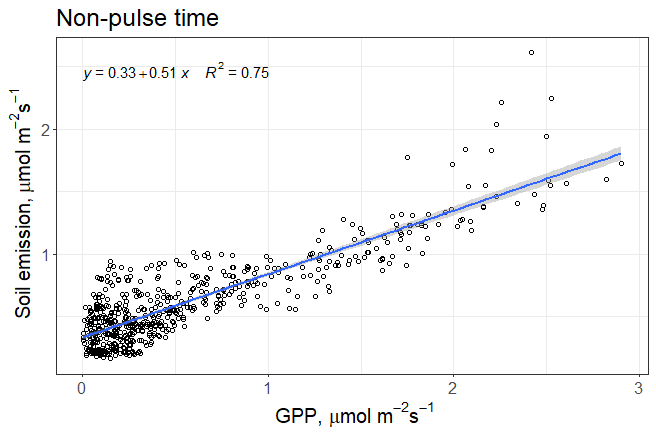 Non-pulse time
y = 0.33 + 0.51 x R² = 0.75
Soil emission, μmol m⁻²s⁻¹
2
1
0 1 2 3
GPP, μmol m⁻²s⁻¹